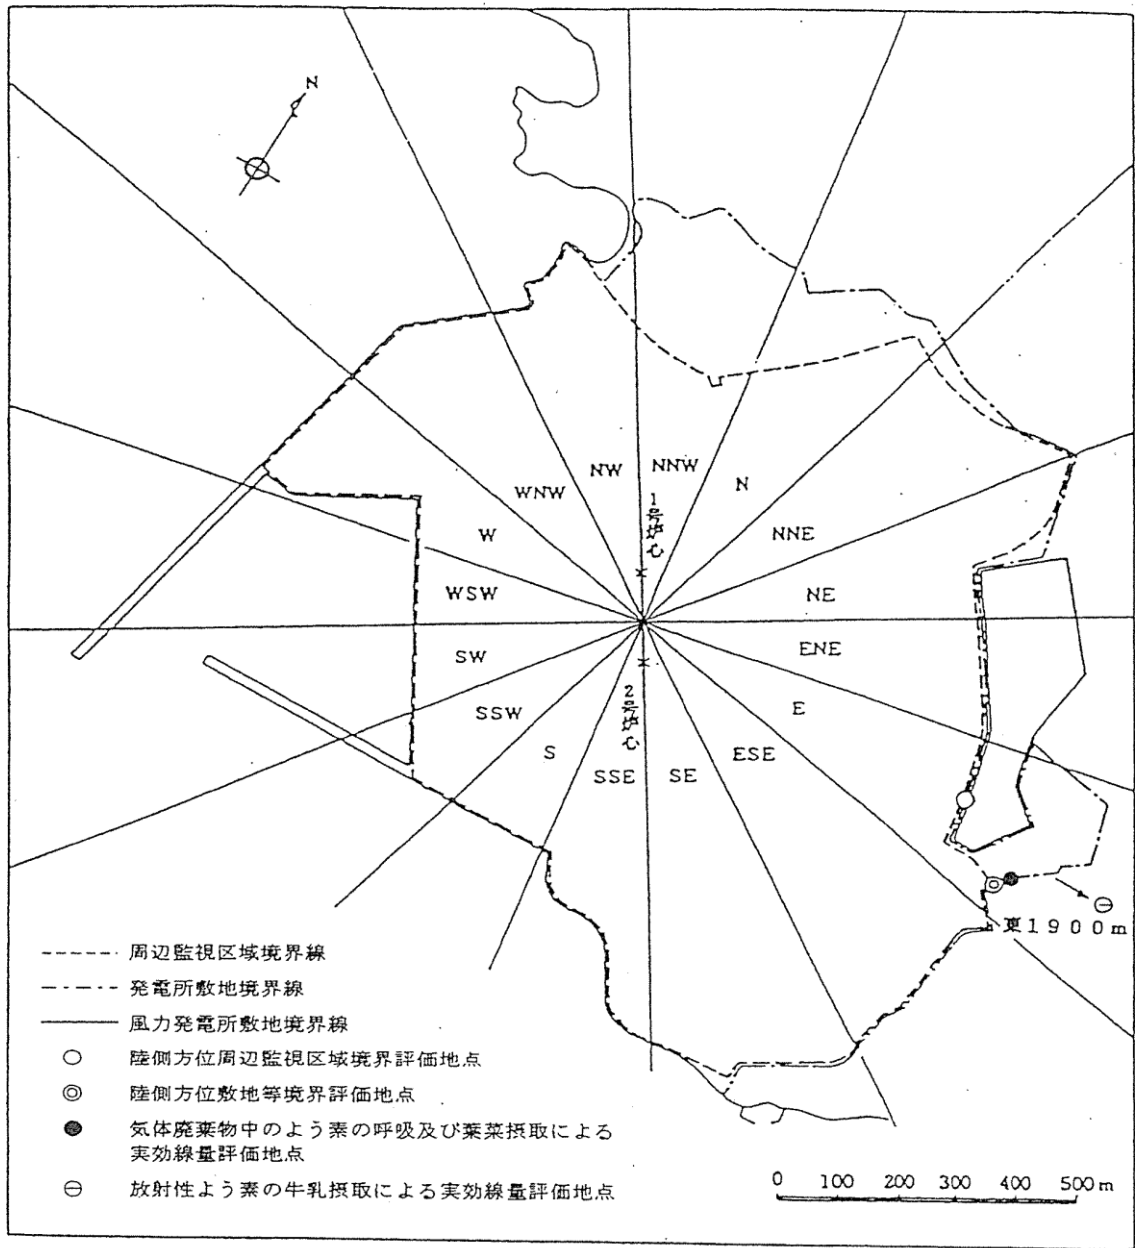 N
NW
NNW
WNW
N
1号炉心
W
NNE
WSW
NE
SW
ENE
2号炉心
SSW
E
S
ESE
SSE
SE
東1900m
周辺監視区域境界線
発電所敷地境界線
風力発電所敷地境界線
陸側方位周辺監視区域境界評価地点
陸側方位敷地等境界評価地点
気体廃棄物中のよう素の呼吸及び葉菜摂取による
実効線量評価地点
放射性よう素の牛乳摂取による実効線量評価地点
0 100 200 300 400 500m